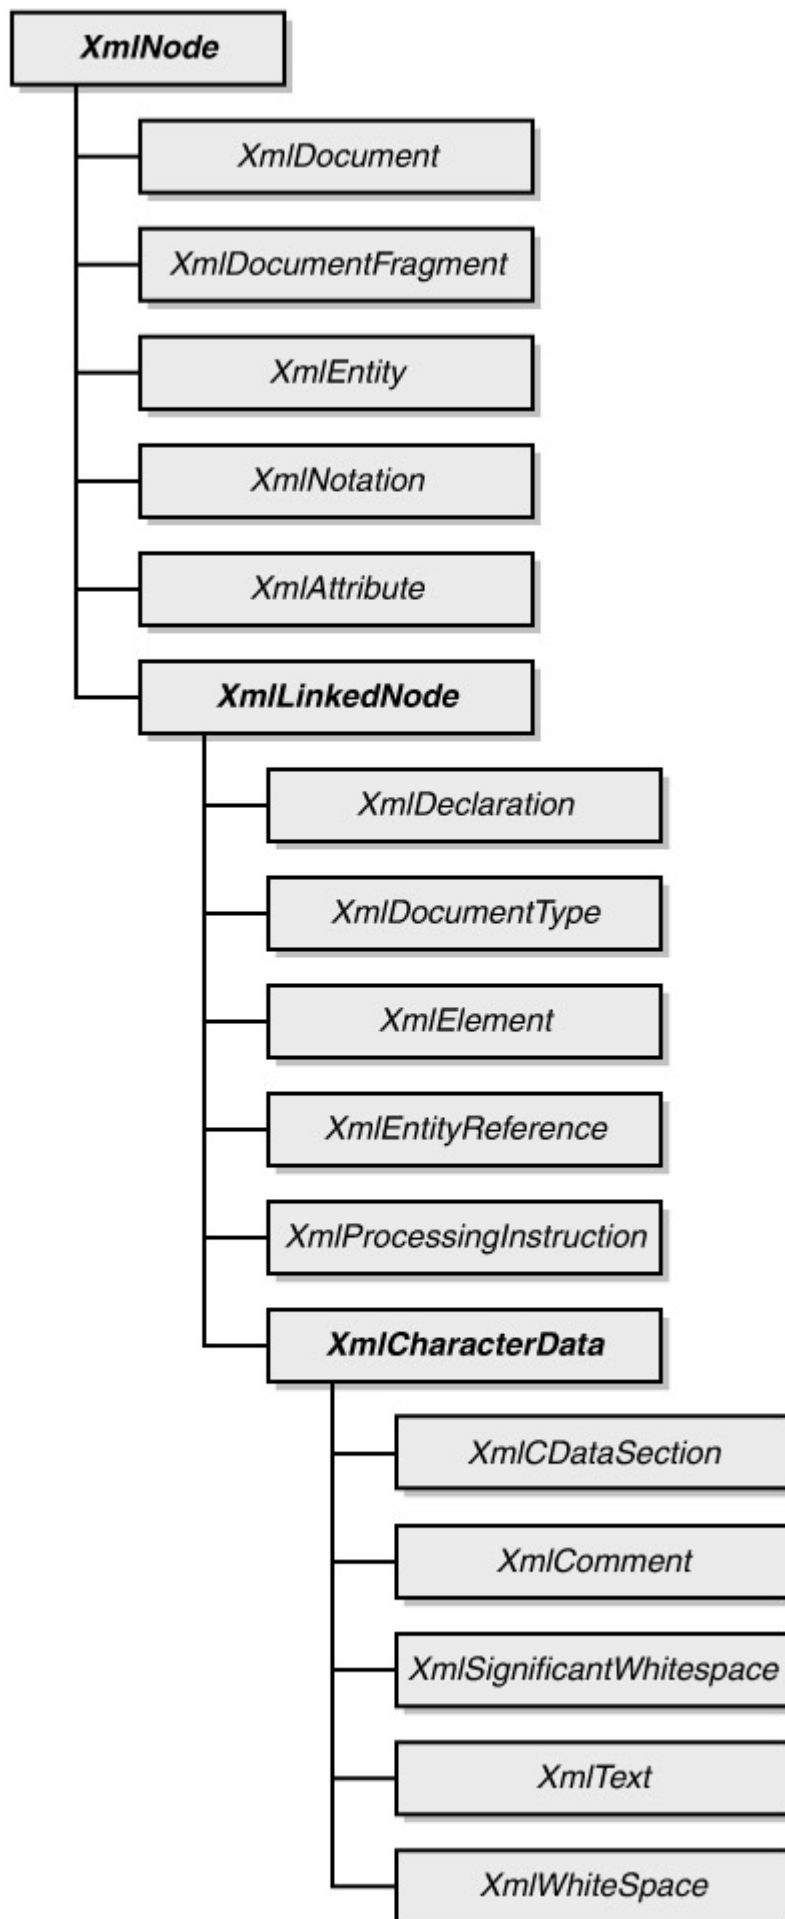 XmlNode
XmlDocument
XmlDocumentFragment
XmlEntity
XmlNotation
XmlAttribute
XmlLinkedNode
XmlDeclaration
XmlDocumentType
XmlElement
XmlEntityReference
XmlProcessingInstruction
XmlCharacterData
XmlCDataSection
XmlComment
XmlSignificantWhitespace
XmlText
XmlWhiteSpace